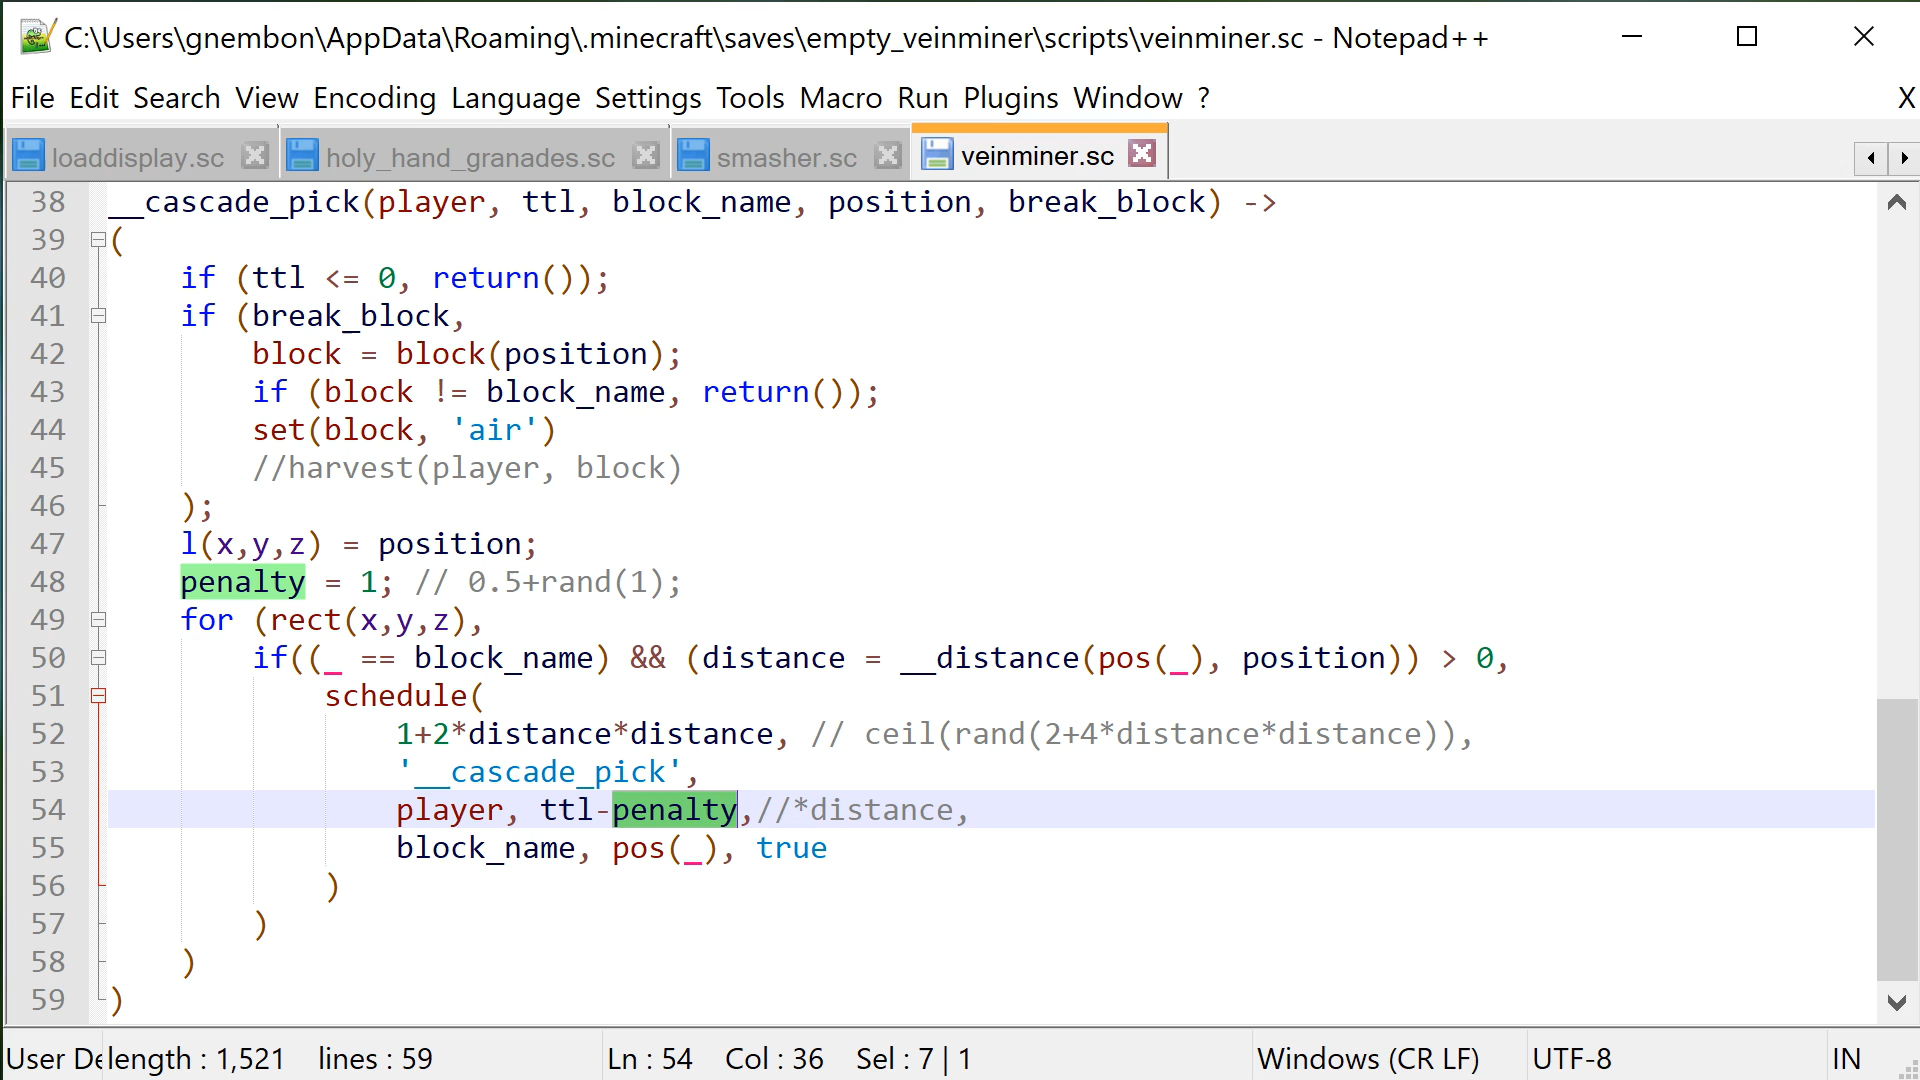 C:\Users\gnembon\AppData\Roaming\.minecraft\saves\empty_veinminer\scripts\veinminer.sc - Notepad++
File Edit Search View Encoding Language Settings Tools Macro Run Plugins Window ? X
loaddisplay.sc holy_hand_granades.sc smasher.sc veinminer.sc
38 __cascade_pick(player, ttl, block_name, position, break_block) ->
39 (
40     if (ttl <= 0, return());
41     if (break_block,
42         block = block(position);
43         if (block != block_name, return());
44         set(block, 'air')
45         //harvest(player, block)
46     );
47     l(x,y,z) = position;
48     penalty = 1; // 0.5+rand(1);
49     for (rect(x,y,z),
50         if((_ == block_name) && (distance = __distance(pos(_), position)) > 0,
51             schedule(
52                 1+2*distance*distance, // ceil(rand(2+4*distance*distance)),
53                 '__cascade_pick',
54                 player, ttl-penalty,//*distance,
55                 block_name, pos(_), true
56             )
57         )
58     )
59 )
User De length : 1,521 lines : 59 Ln : 54 Col : 36 Sel : 7 | 1 Windows (CR LF) UTF-8 IN